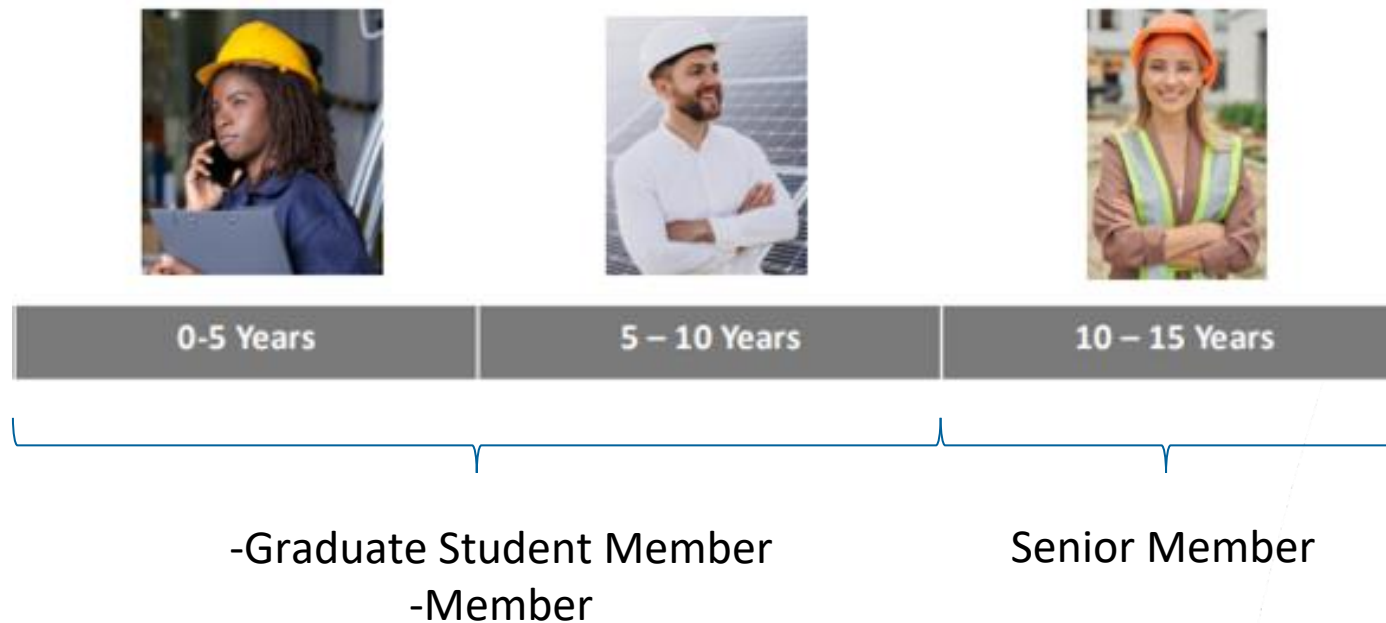 0-5 Years
5 – 10 Years
10 – 15 Years
-Graduate Student Member
-Member
Senior Member